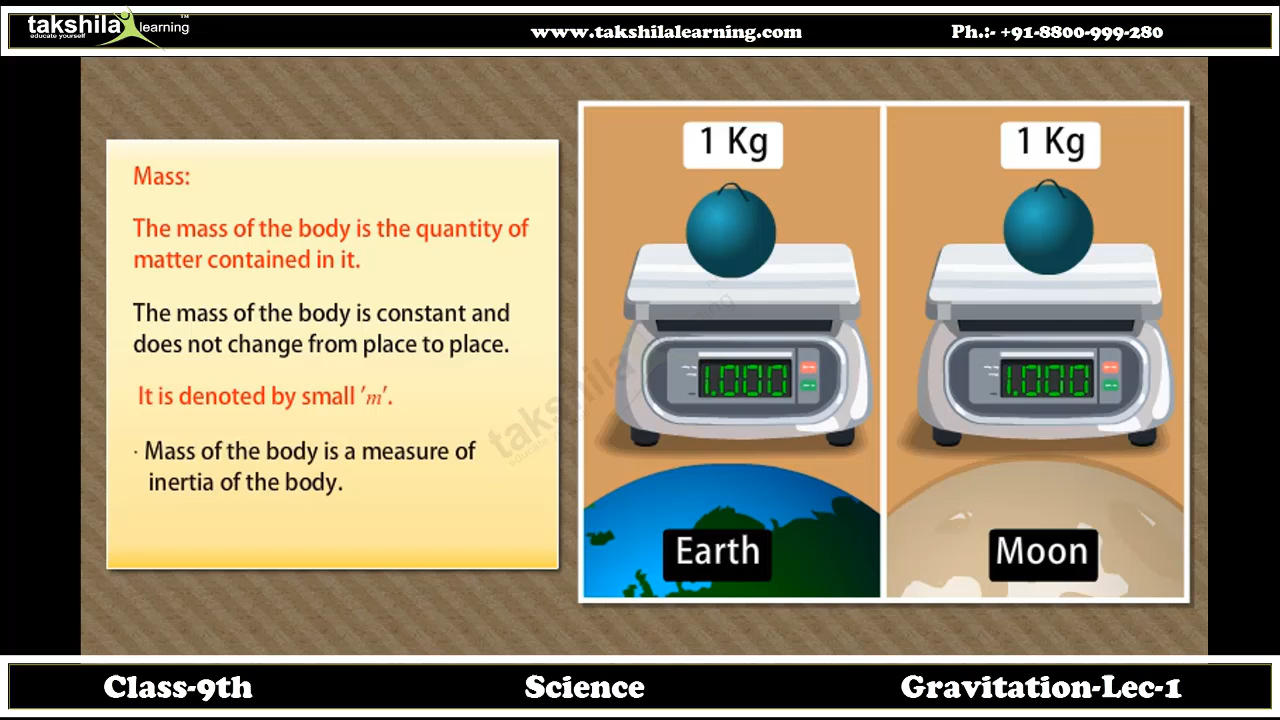 takshila learning
educate yourself
TM
www.takshilalearning.com
Ph.:- +91-8800-999-280
Mass:
The mass of the body is the quantity of
matter contained in it.
The mass of the body is constant and
does not change from place to place.
It is denoted by small 'm'.
· Mass of the body is a measure of
inertia of the body.
1 Kg
1.000
Earth
1 Kg
1.000
Moon
takshila learning
Class-9th
Science
Gravitation-Lec-1